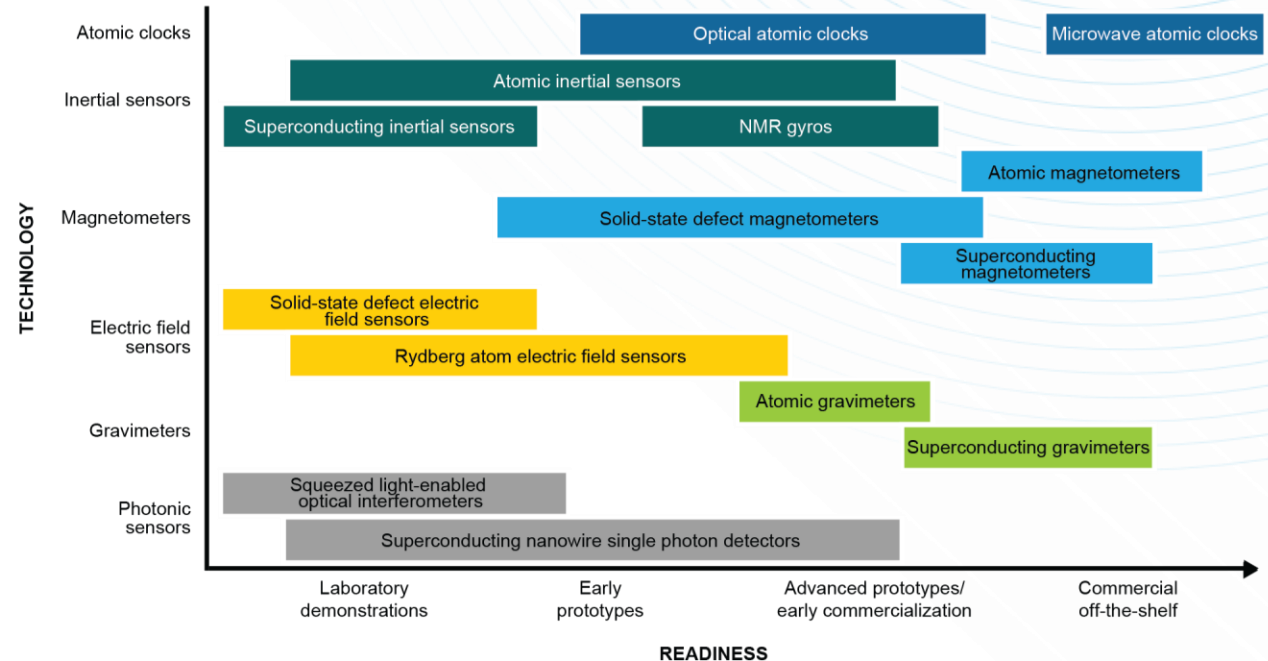 Atomic clocks
Optical atomic clocks
Microwave atomic clocks
Inertial sensors
Atomic inertial sensors
Superconducting inertial sensors
NMR gyros
Magnetometers
Atomic magnetometers
Solid-state defect magnetometers
Superconducting
magnetometers
TECHNOLOGY
Electric field
sensors
Solid-state defect electric
field sensors
Rydberg atom electric field sensors
Gravimeters
Atomic gravimeters
Superconducting gravimeters
Photonic
sensors
Squeezed light-enabled
optical interferometers
Superconducting nanowire single photon detectors
Laboratory
demonstrations
Early
prototypes
Advanced prototypes/
early commercialization
Commercial
off-the-shelf
READINESS